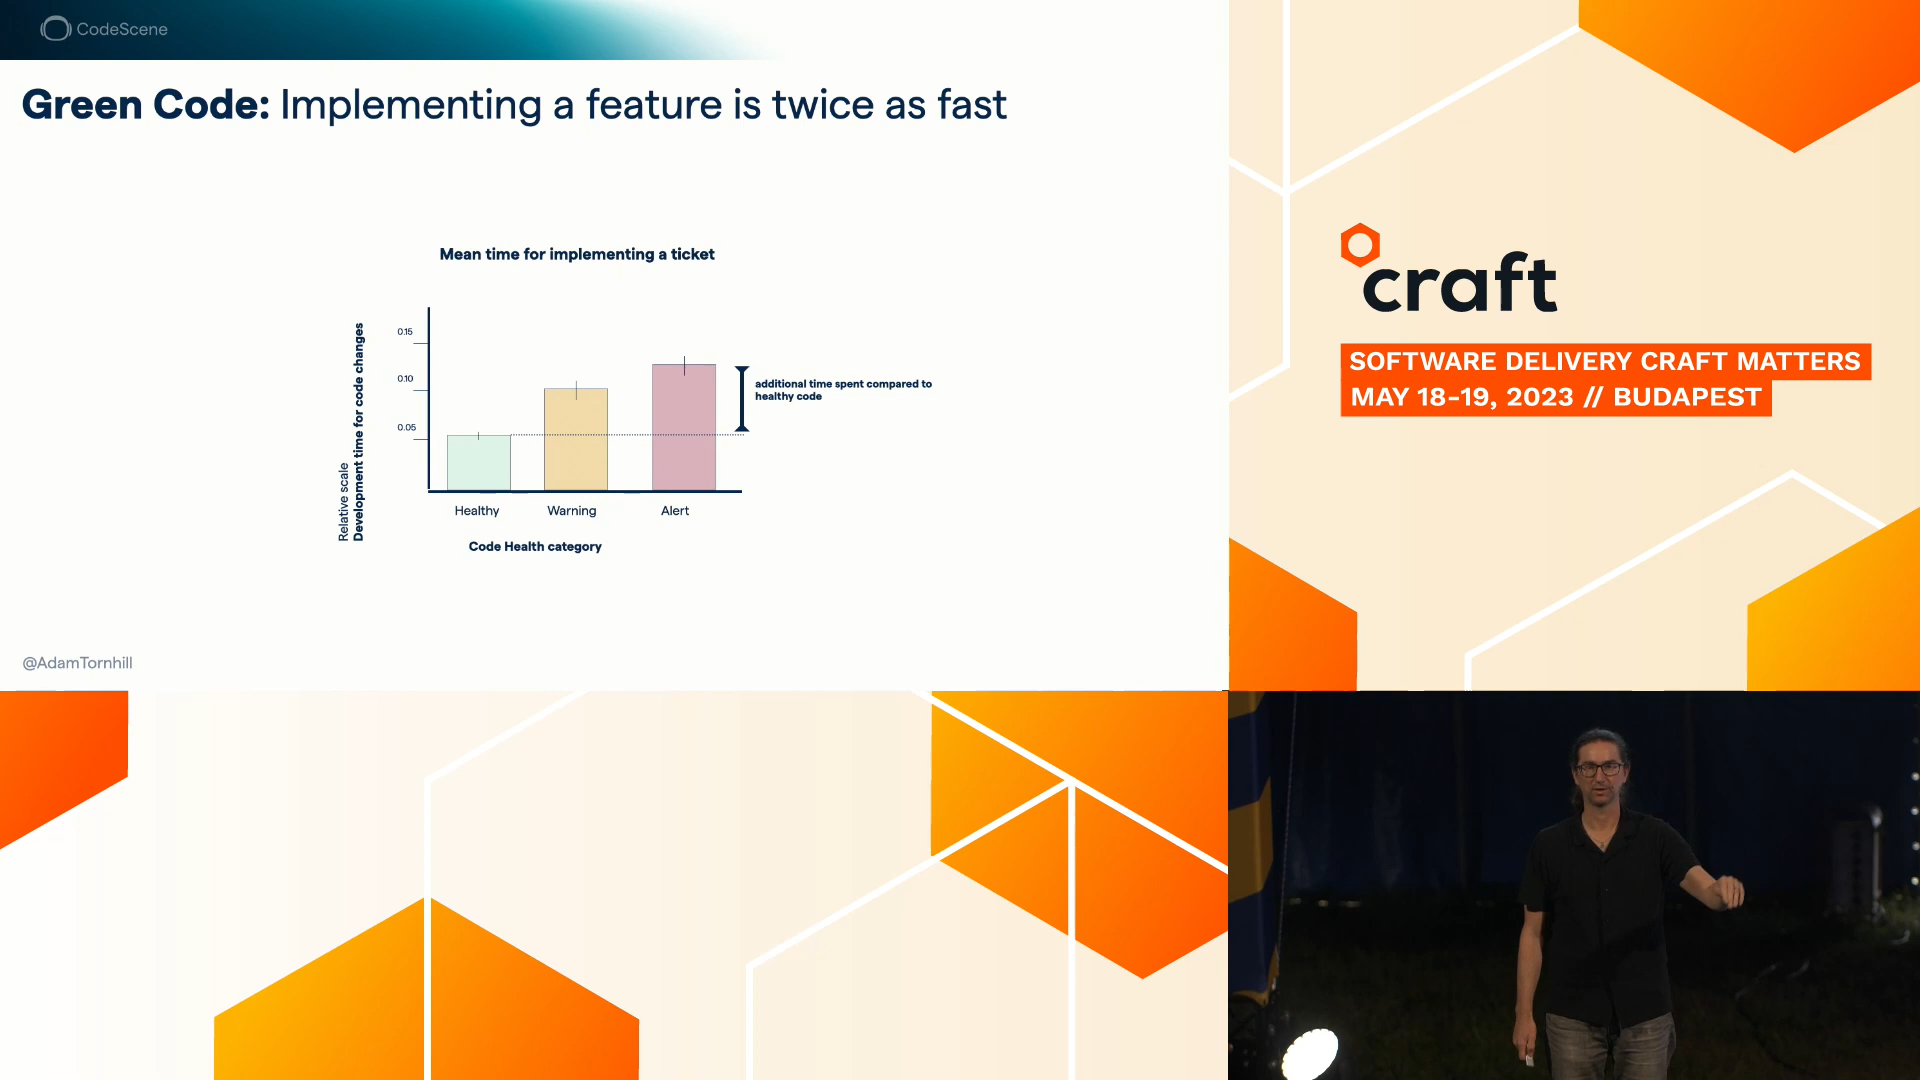 CodeScene
Green Code: Implementing a feature is twice as fast
Mean time for implementing a ticket
Relative scale
Development time for code changes
0.15
0.10
0.05
additional time spent compared to
healthy code
Healthy
Warning
Alert
Code Health category
@AdamTornhill
craft
SOFTWARE DELIVERY CRAFT MATTERS
MAY 18-19, 2023 // BUDAPEST